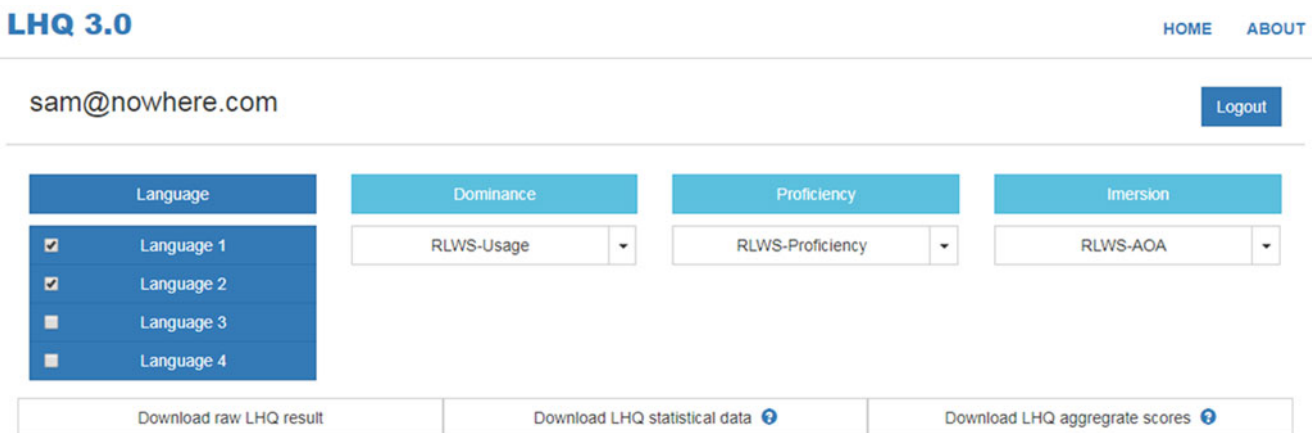 LHQ 3.0
HOME ABOUT
sam@nowhere.com
Logout
Language Dominance Proficiency Imersion
Language 1 RLWS-Usage RLWS-Proficiency RLWS-AOA
Language 2
Language 3
Language 4
Download raw LHQ result Download LHQ statistical data ? Download LHQ aggregrate scores ?